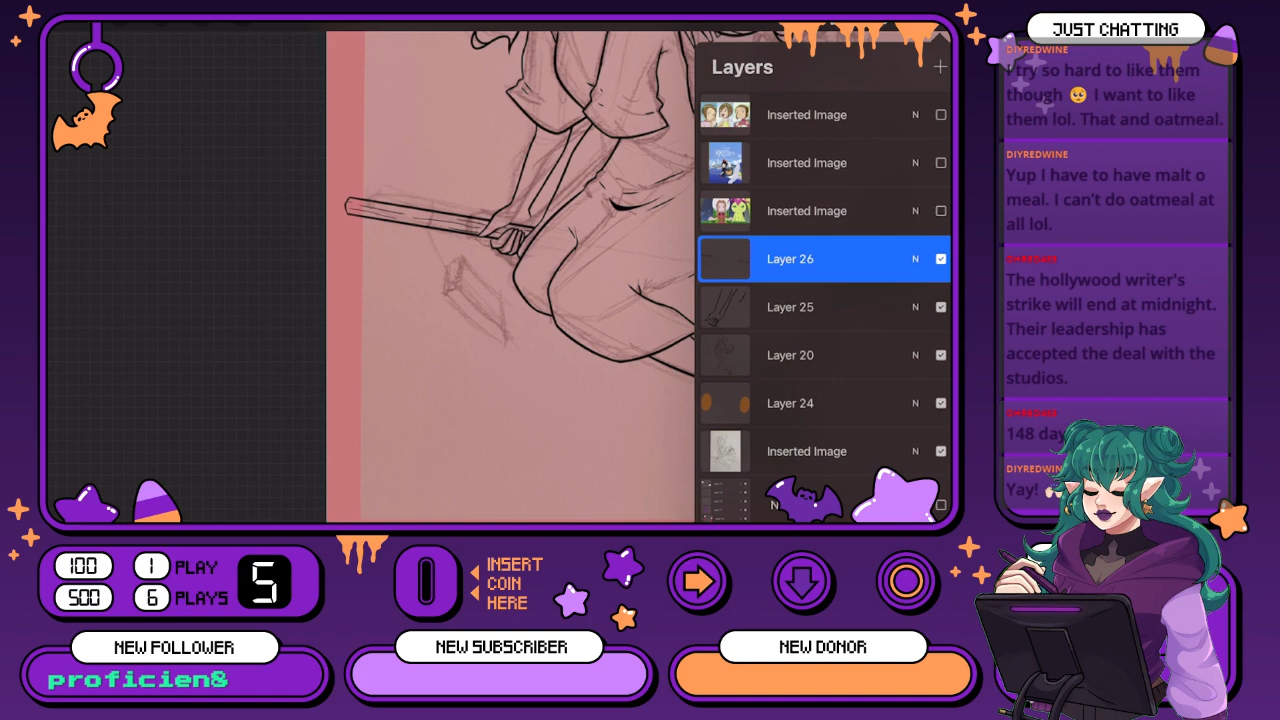 JUST CHATTING
Layers
Inserted Image N
Inserted Image N
Inserted Image N
Layer 26 N
Layer 25 N
Layer 20 N
Layer 24 N
Inserted Image N
N
DIYREDWINE
I try so hard to like them
though 🥺 I want to like
them lol. That and oatmeal.
DIYREDWINE
Yup I have to have malt o
meal. I can't do oatmeal at
all lol.
The hollywood writer's
strike will end at midnight.
Their leadership has
accepted the deal with the
studios.
148 day
DIYREDWIN
Yay!
100 1 PLAY
500 6 PLAYS
5
INSERT
COIN
HERE
NEW FOLLOWER
proficien&
NEW SUBSCRIBER
NEW DONOR